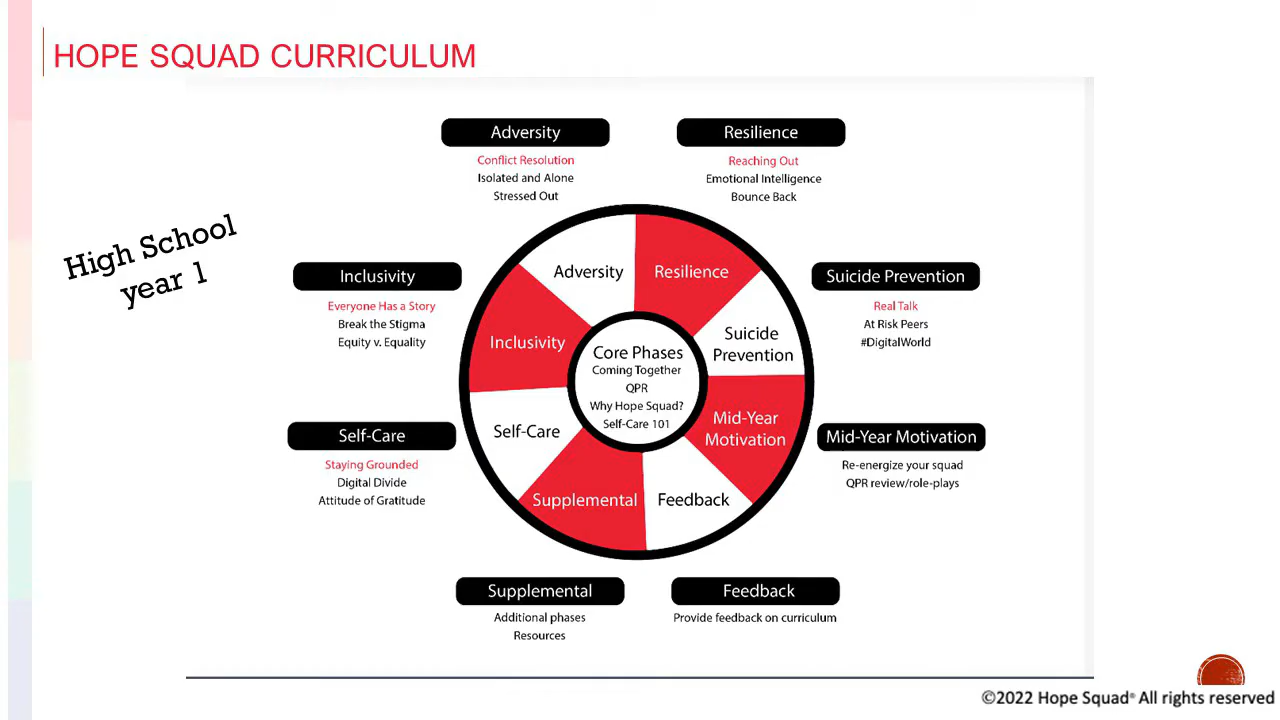 HOPE SQUAD CURRICULUM
High School
year 1
Adversity
Conflict Resolution
Isolated and Alone
Stressed Out
Resilience
Reaching Out
Emotional Intelligence
Bounce Back
Inclusivity
Everyone Has a Story
Break the Stigma
Equity v. Equality
Suicide Prevention
Real Talk
At Risk Peers
#DigitalWorld
Adversity
Resilience
Inclusivity
Suicide
Prevention
Core Phases
Coming Together
QPR
Why Hope Squad?
Self-Care 101
Self-Care
Mid-Year
Motivation
Supplemental
Feedback
Self-Care
Staying Grounded
Digital Divide
Attitude of Gratitude
Mid-Year Motivation
Re-energize your squad
QPR review/role-plays
Supplemental
Additional phases
Resources
Feedback
Provide feedback on curriculum
©2022 Hope Squad® All rights reserved